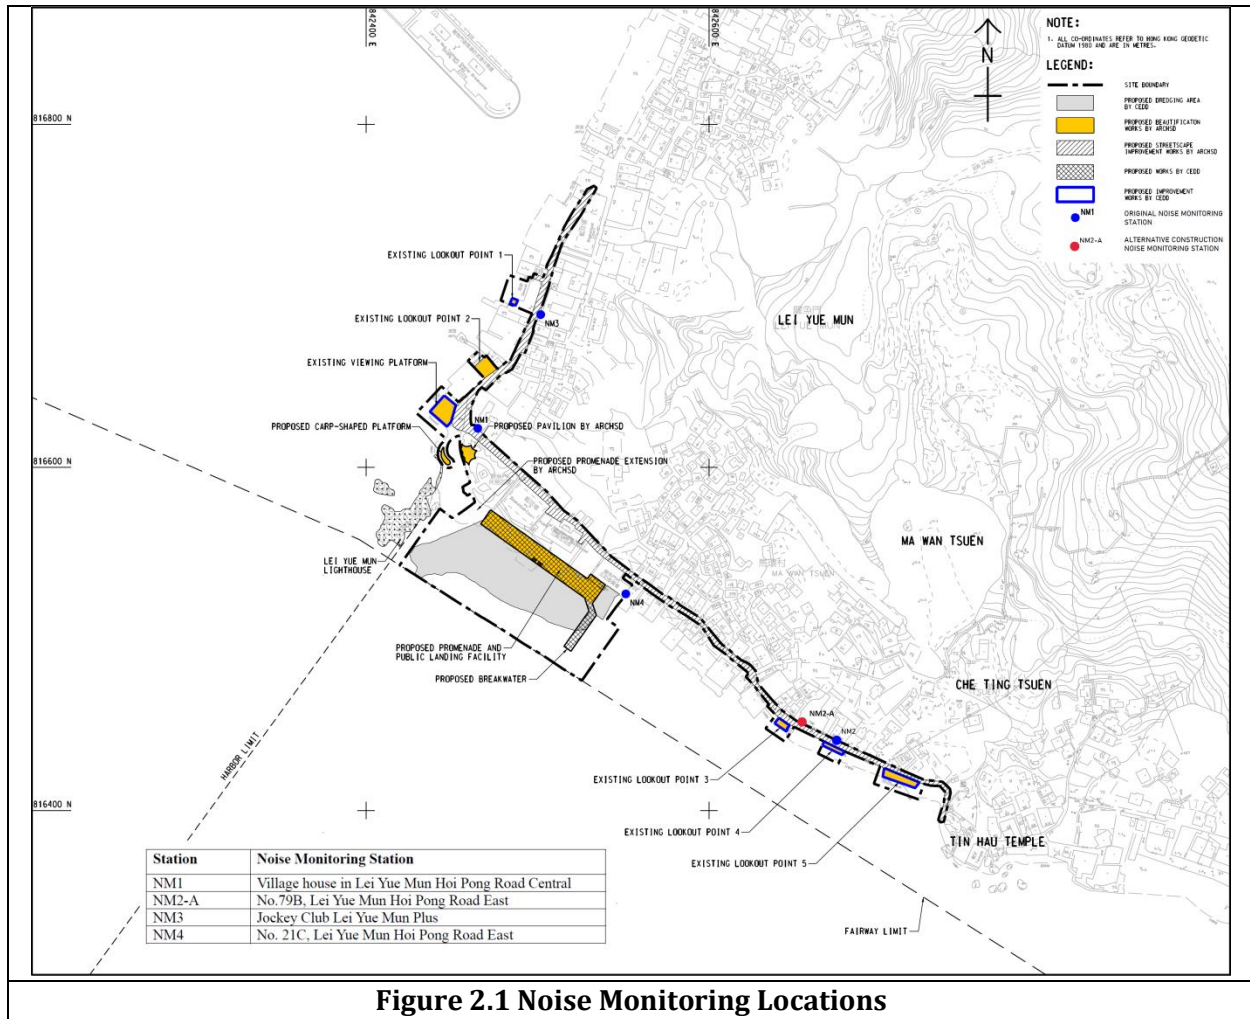 842400 E
842600 E
N
NOTE:
1. ALL CO-ORDINATES REFER TO HONG KONG GEODETIC
DATUM 1980 AND ARE IN METRES.
LEGEND:
SITE BOUNDARY
PROPOSED DREDGING AREA
BY CEDD
PROPOSED BEAUTIFICATON
WORKS BY ARCHSD
PROPOSED STREETSCAPE
IMPROVEMENT WORKS BY ARCHSD
PROPOSED WORKS BY CEDD
PROPOSED IMPROVEMENT
WORKS BY CEDD
NM1
ORIGINAL NOISE MONITORING
STATION
NM2-A
ALTERNATIVE CONSTRUCTION
NOISE MONITORING STATION
816800 N
EXISTING LOOKOUT POINT 1
EXISTING LOOKOUT POINT 2
NM3
LEI YUE MUN
EXISTING VIEWING PLATFORM
PROPOSED CARP-SHAPED PLATFORM
NM1
PROPOSED PAVILION BY ARCHSD
816600 N
PROPOSED PROMENADE EXTENSION
BY ARCHSD
MA WAN TSUEN
LEI YUE MUN
LIGHTHOUSE
MA WAN TSUEN
NM4
PROPOSED PROMENADE AND
PUBLIC LANDING FACILITY
PROPOSED BREAKWATER
CHE TING TSUEN
NM2-A
NM2
HARBOR LIMIT
EXISTING LOOKOUT POINT 3
816400 N
EXISTING LOOKOUT POINT 4
TIN HAU TEMPLE
EXISTING LOOKOUT POINT 5
FAIRWAY LIMIT
Station Noise Monitoring Station
NM1 Village house in Lei Yue Mun Hoi Pong Road Central
NM2-A No.79B, Lei Yue Mun Hoi Pong Road East
NM3 Jockey Club Lei Yue Mun Plus
NM4 No. 21C, Lei Yue Mun Hoi Pong Road East
Figure 2.1 Noise Monitoring Locations